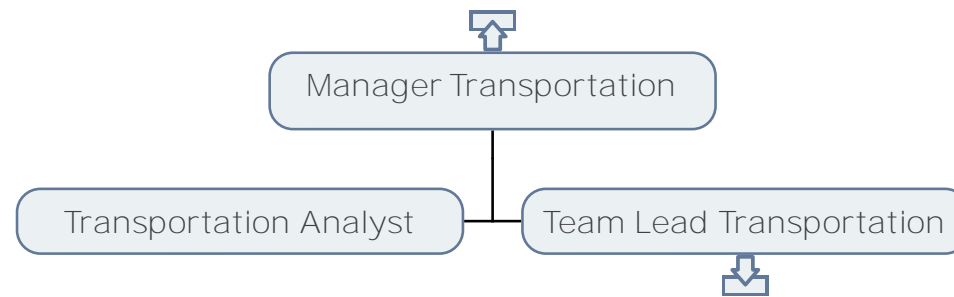 Manager Transportation
Transportation Analyst
Team Lead Transportation